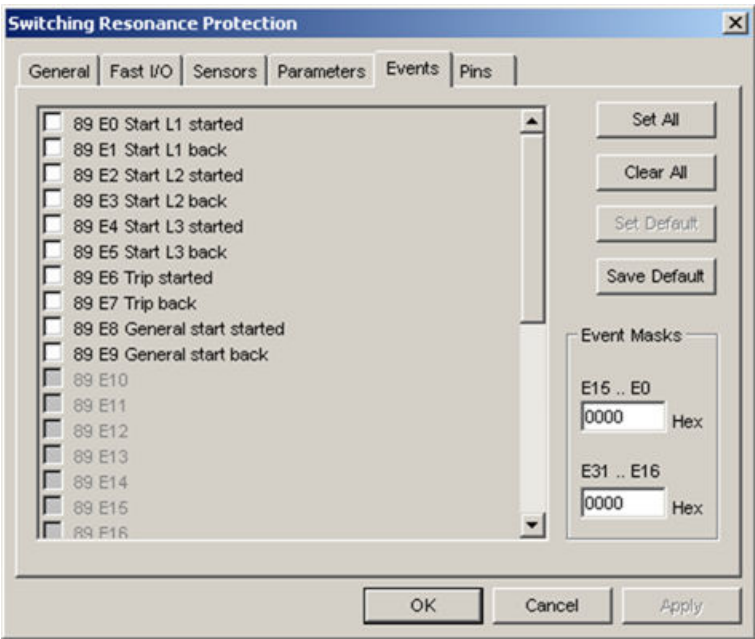 Switching Resonance Protection
General Fast I/O Sensors Parameters Events Pins
89 E0 Start L1 started
89 E1 Start L1 back
89 E2 Start L2 started
89 E3 Start L2 back
89 E4 Start L3 started
89 E5 Start L3 back
89 E6 Trip started
89 E7 Trip back
89 E8 General start started
89 E9 General start back
89 E10
89 E11
89 E12
89 E13
89 E14
89 E15
89 E16
Set All
Clear All
Set Default
Save Default
Event Masks
E15 .. E0
0000 Hex
E31 .. E16
0000 Hex
OK Cancel Apply